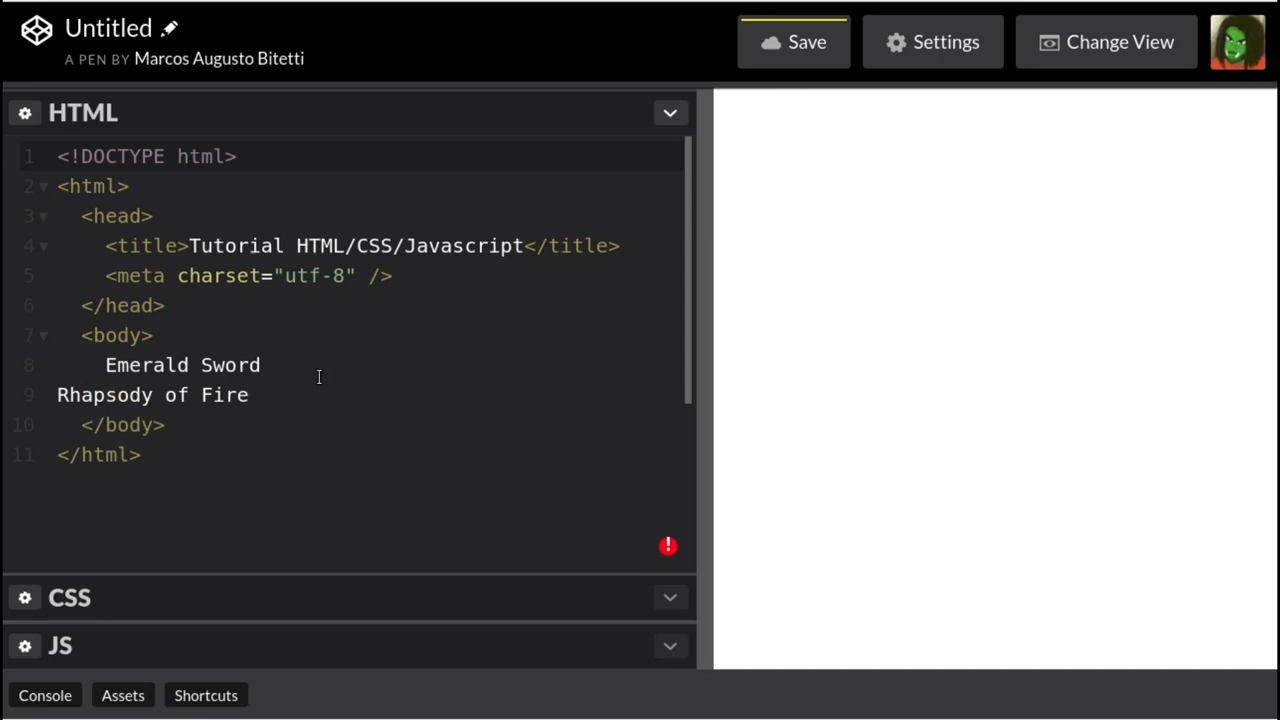 Untitled
A PEN BY Marcos Augusto Bitetti
Save
Settings
Change View
HTML
1 <!DOCTYPE html>
2 <html>
3 <head>
4 <title>Tutorial HTML/CSS/Javascript</title>
5 <meta charset="utf-8" />
6 </head>
7 <body>
8 Emerald Sword
9 Rhapsody of Fire
10 </body>
11 </html>
!
CSS
JS
Console
Assets
Shortcuts